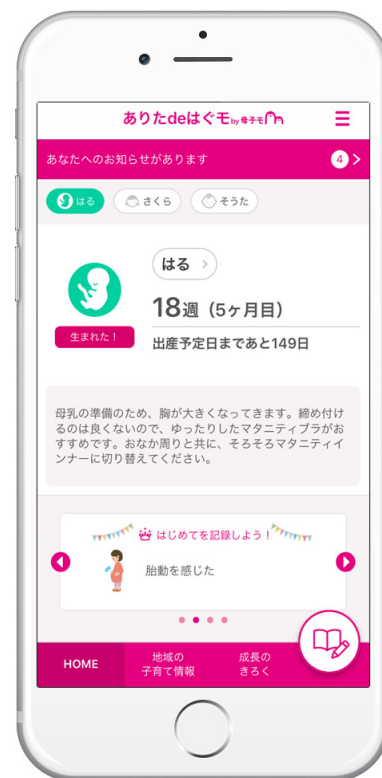 ありたdeはぐモby母子モ
あなたへのお知らせがあります
4
はる
さくら
そうた
はる
18週（5ヶ月目）
生まれた！
出産予定日まであと149日
母乳の準備のため、胸が大きくなってきます。締め付け
るのは良くないので、ゆったりしたマタニティブラがお
すすめです。おなか周りと共に、そろそろマタニティイ
ンナーに切り替えてください。
はじめてを記録しよう！
胎動を感じた
HOME
地域の
子育て情報
成長の
きろく